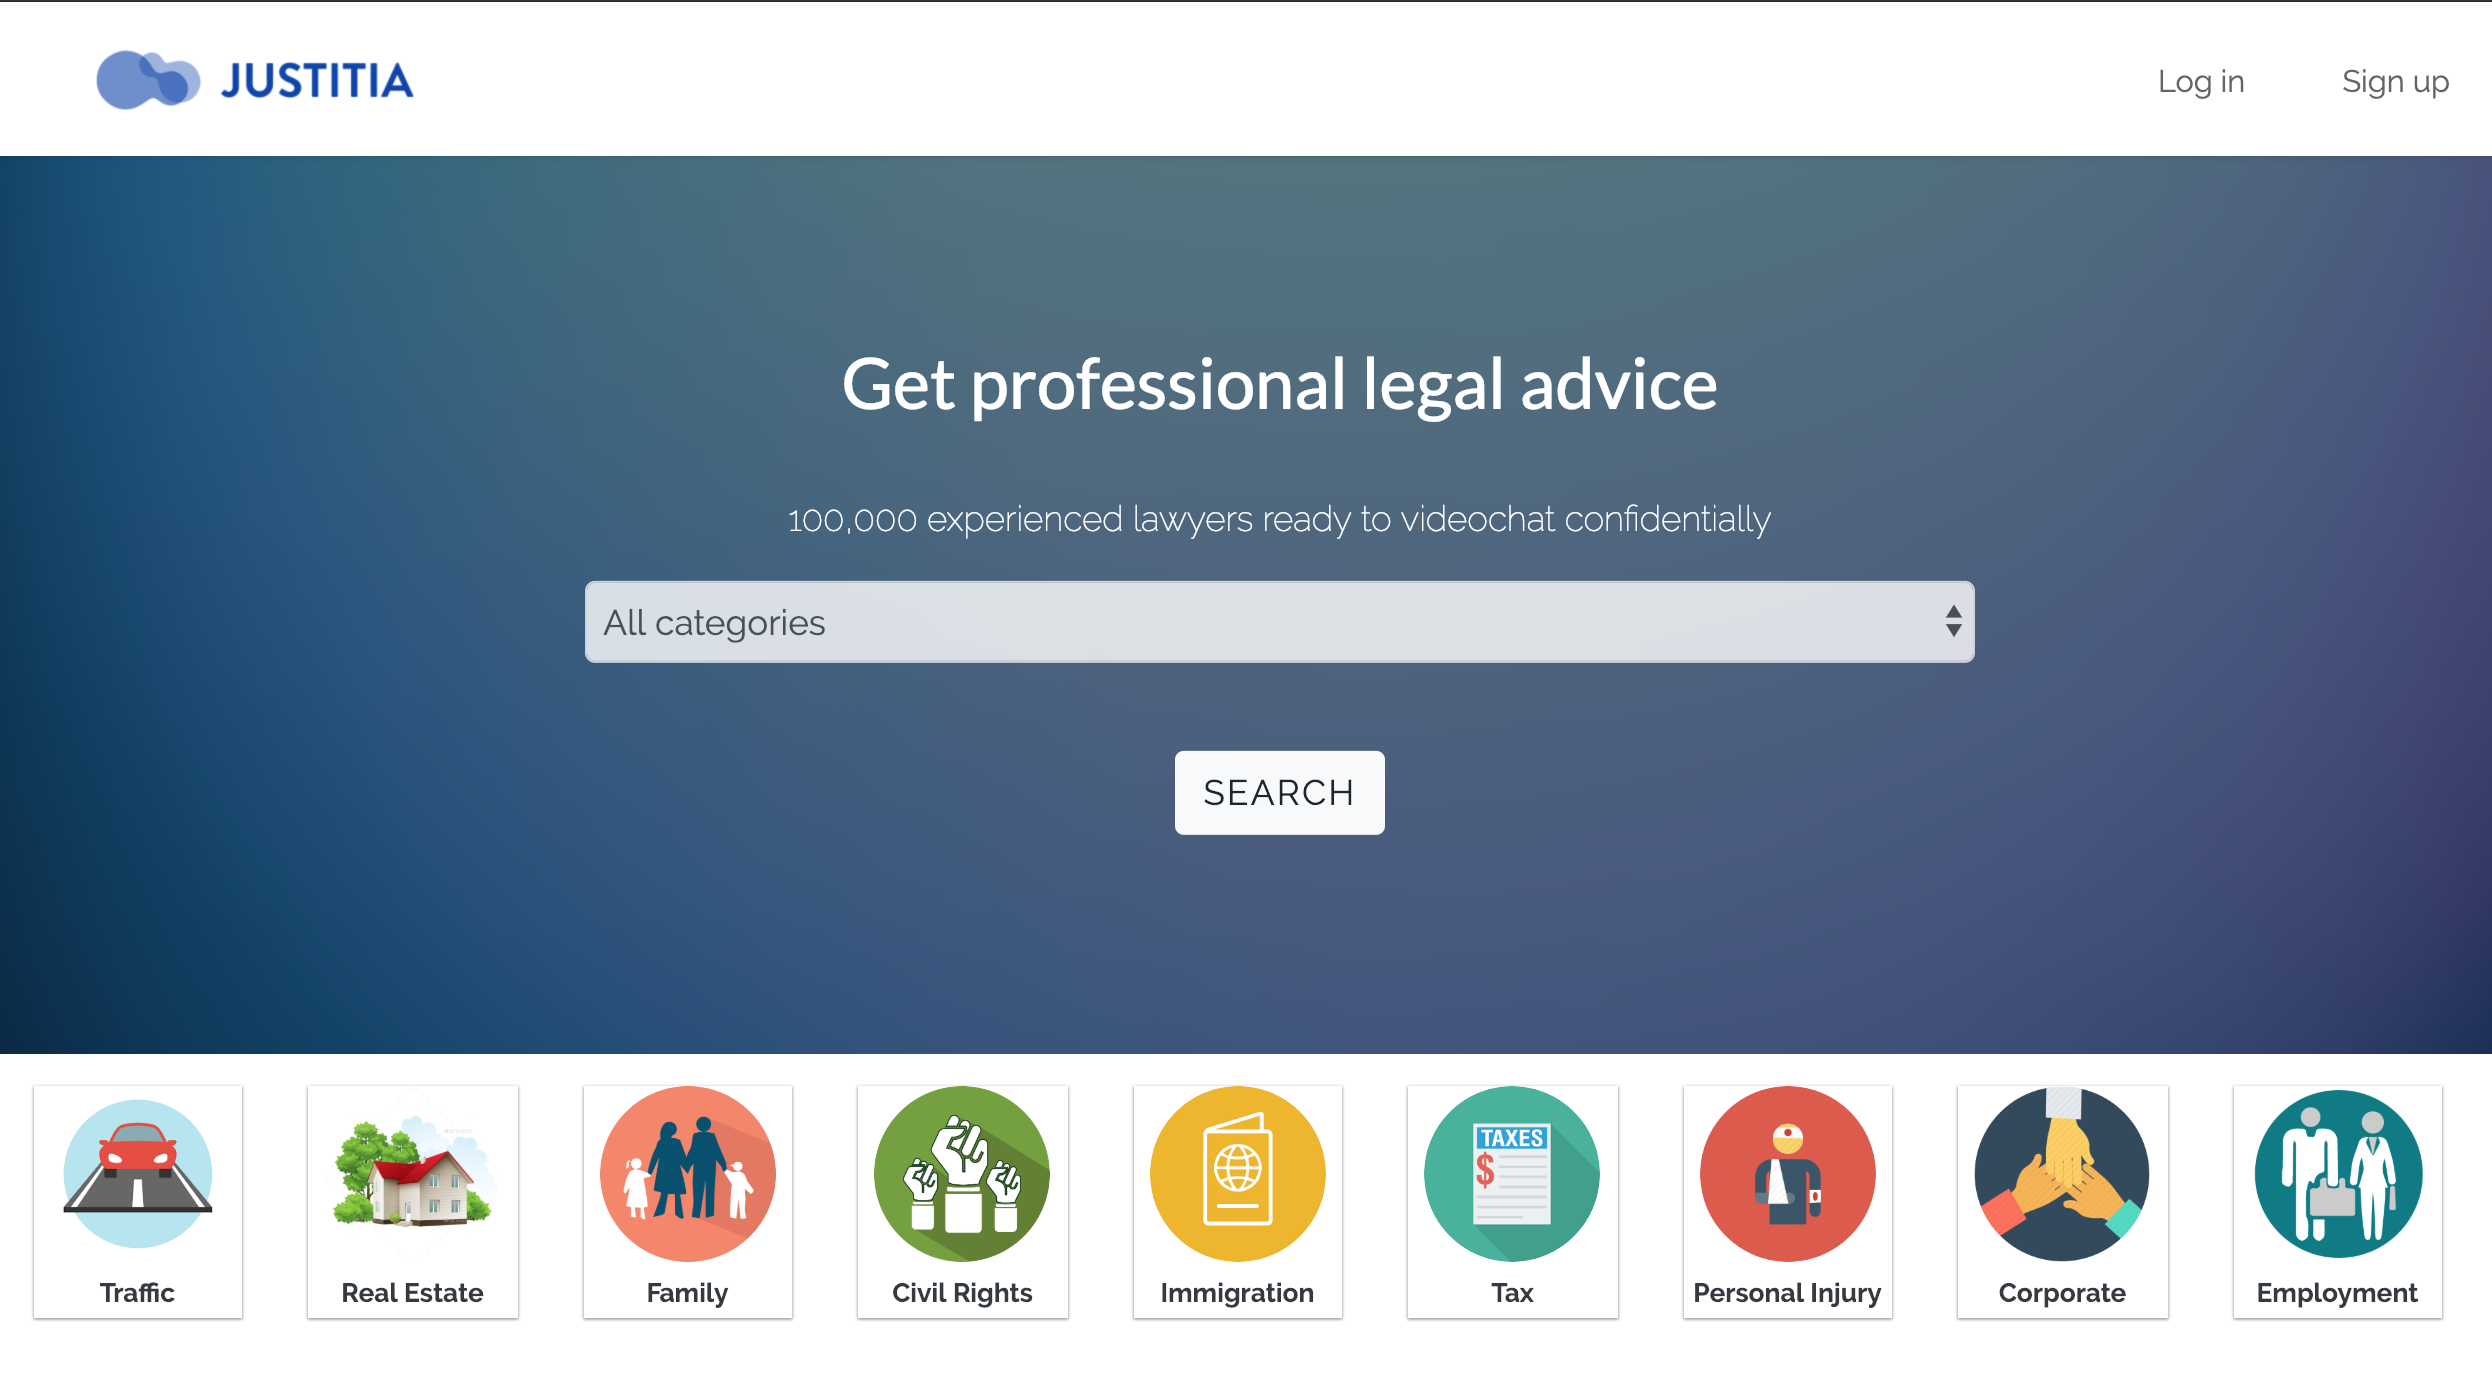 JUSTITIA
Log in
Sign up
Get professional legal advice
100,000 experienced lawyers ready to videochat confidentially
All categories
SEARCH
TAXES
$
Traffic
Real Estate
Family
Civil Rights
Immigration
Tax
Personal Injury
Corporate
Employment